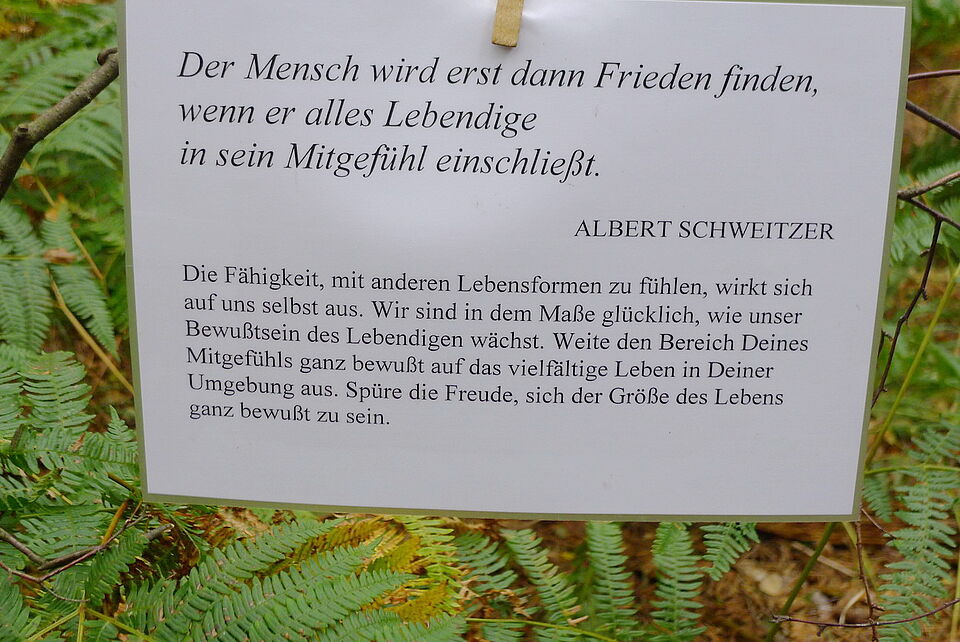 Der Mensch wird erst dann Frieden finden,
wenn er alles Lebendige
in sein Mitgefühl einschließt.
ALBERT SCHWEITZER
Die Fähigkeit, mit anderen Lebensformen zu fühlen, wirkt sich
auf uns selbst aus. Wir sind in dem Maße glücklich, wie unser
Bewußtsein des Lebendigen wächst. Weite den Bereich Deines
Mitgefühls ganz bewußt auf das vielfältige Leben in Deiner
Umgebung aus. Spüre die Freude, sich der Größe des Lebens
ganz bewußt zu sein.